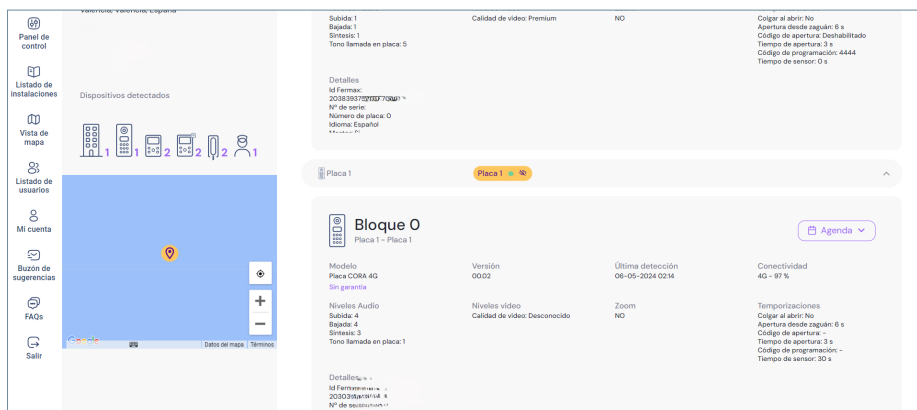 Panel de
control
Listado de
instalaciones
Vista de
mapa
Listado de
usuarios
Mi cuenta
Buzón de
sugerencias
FAQs
Salir
Valencia, Valencia, España
Dispositivos detectados
1 1 2 2 2 1
Google
Datos del mapa
Términos
Subida: 1
Bajada: 1
Síntesis: 1
Tono llamada en placa: 5
Calidad de vídeo: Premium
NO
Colgar al abrir: No
Apertura desde zaguán: 6 s
Código de apertura: Deshabilitado
Tiempo de apertura: 3 s
Código de programación: 4444
Tiempo de sensor: 0 s
Detalles
Id Fermax:
Nº de serie:
Número de placa: 0
Idioma: Español
Placa 1
Placa 1
Bloque 0
Placa 1 - Placa 1
Agenda
Modelo
Placa CORA 4G
Sin garantía
Versión
00.02
Última detección
06-05-2024 02:14
Conectividad
4G - 97 %
Niveles Audio
Subida: 4
Bajada: 4
Síntesis: 3
Tono llamada en placa: 1
Niveles vídeo
Calidad de vídeo: Desconocido
Zoom
NO
Temporizaciones
Colgar al abrir: No
Apertura desde zaguán: 6 s
Código de apertura: -
Tiempo de apertura: 3 s
Código de programación: -
Tiempo de sensor: 30 s
Detalles
Id
Nº de